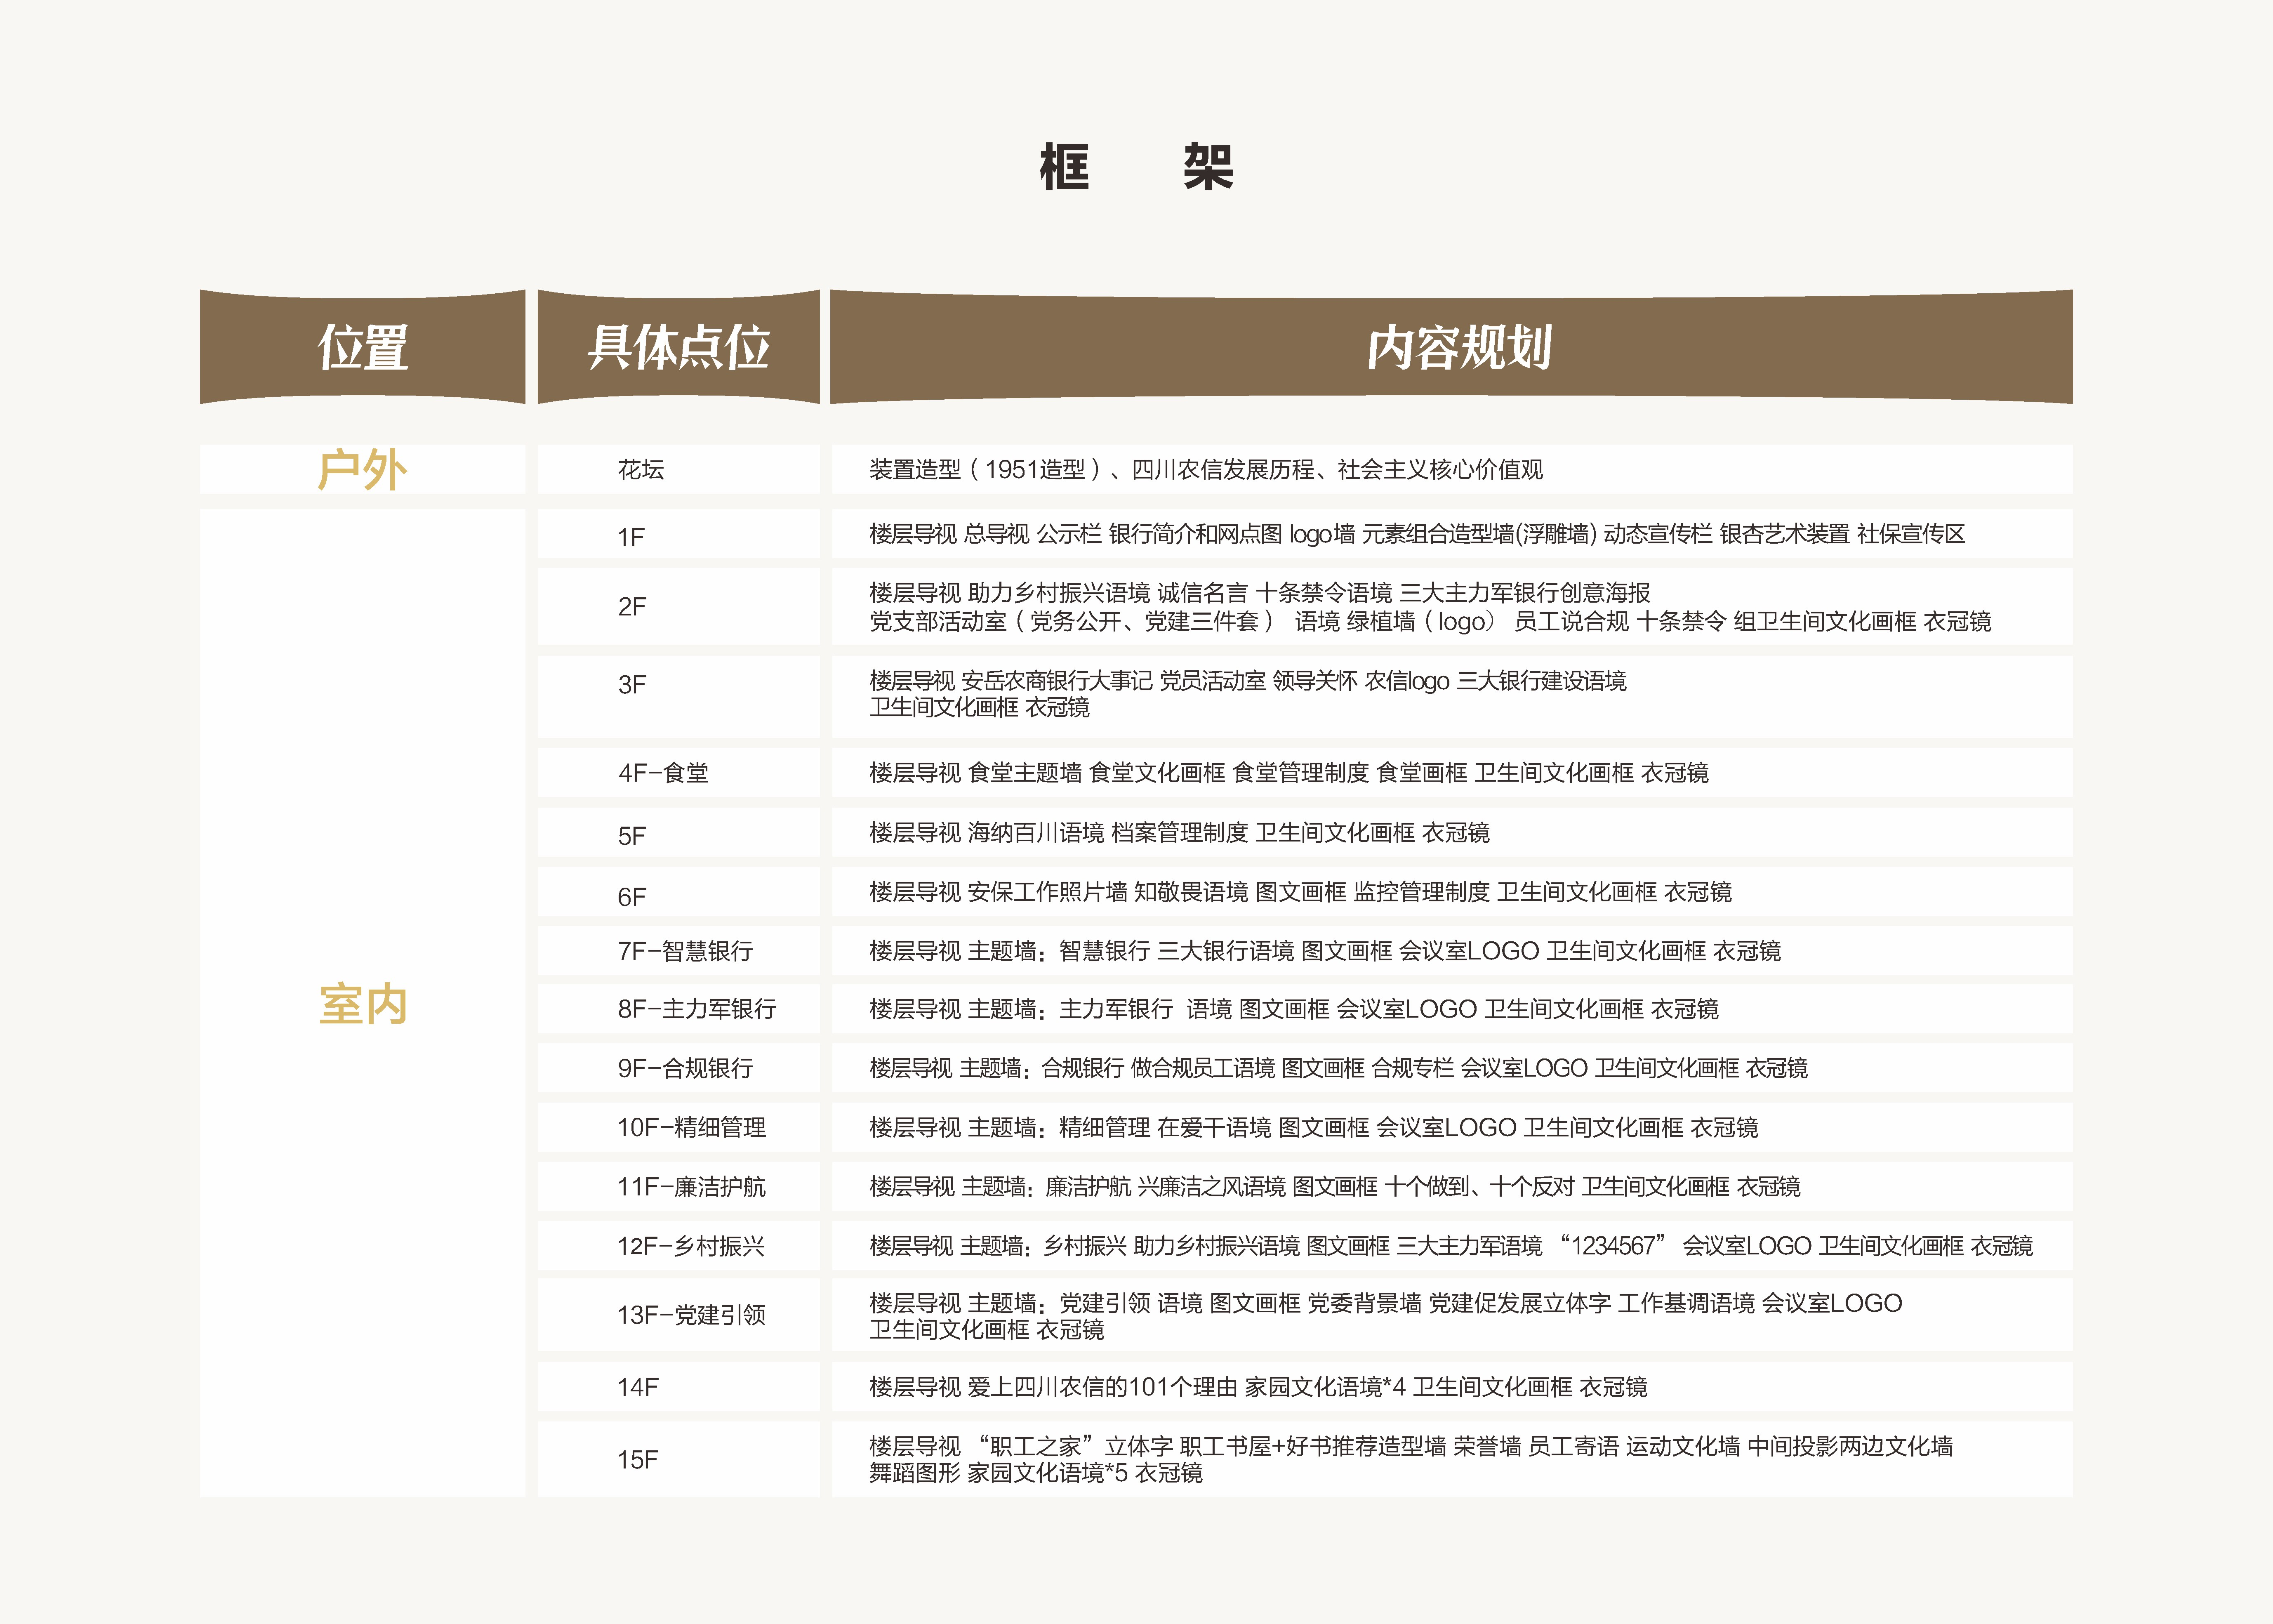 框 架
位置 具体点位 内容规划
户外 花坛 装置造型（1951造型）、四川农信发展历程、社会主义核心价值观
室内
1F 楼层导视 总导视 公示栏 银行简介和网点图 logo墙 元素组合造型墙(浮雕墙) 动态宣传栏 银杏艺术装置 社保宣传区
2F 楼层导视 助力乡村振兴语境 诚信名言 十条禁令语境 三大主力军银行创意海报
党支部活动室（党务公开、党建三件套） 语境 绿植墙（logo） 员工说合规 十条禁令 组卫生间文化画框 衣冠镜
3F 楼层导视 安岳农商银行大事记 党员活动室 领导关怀 农信logo 三大银行建设语境
卫生间文化画框 衣冠镜
4F-食堂 楼层导视 食堂主题墙 食堂文化画框 食堂管理制度 食堂画框 卫生间文化画框 衣冠镜
5F 楼层导视 海纳百川语境 档案管理制度 卫生间文化画框 衣冠镜
6F 楼层导视 安保工作照片墙 知敬畏语境 图文画框 监控管理制度 卫生间文化画框 衣冠镜
7F-智慧银行 楼层导视 主题墙：智慧银行 三大银行语境 图文画框 会议室LOGO 卫生间文化画框 衣冠镜
8F-主力军银行 楼层导视 主题墙：主力军银行 语境 图文画框 会议室LOGO 卫生间文化画框 衣冠镜
9F-合规银行 楼层导视 主题墙：合规银行 做合规员工语境 图文画框 合规专栏 会议室LOGO 卫生间文化画框 衣冠镜
10F-精细管理 楼层导视 主题墙：精细管理 在爱干语境 图文画框 会议室LOGO 卫生间文化画框 衣冠镜
11F-廉洁护航 楼层导视 主题墙：廉洁护航 兴廉洁之风语境 图文画框 十个做到、十个反对 卫生间文化画框 衣冠镜
12F-乡村振兴 楼层导视 主题墙：乡村振兴 助力乡村振兴语境 图文画框 三大主力军语境 “1234567” 会议室LOGO 卫生间文化画框 衣冠镜
13F-党建引领 楼层导视 主题墙：党建引领 语境 图文画框 党委背景墙 党建促发展立体字 工作基调语境 会议室LOGO
卫生间文化画框 衣冠镜
14F 楼层导视 爱上四川农信的101个理由 家园文化语境*4 卫生间文化画框 衣冠镜
15F 楼层导视 “职工之家”立体字 职工书屋+好书推荐造型墙 荣誉墙 员工寄语 运动文化墙 中间投影两边文化墙
舞蹈图形 家园文化语境*5 衣冠镜